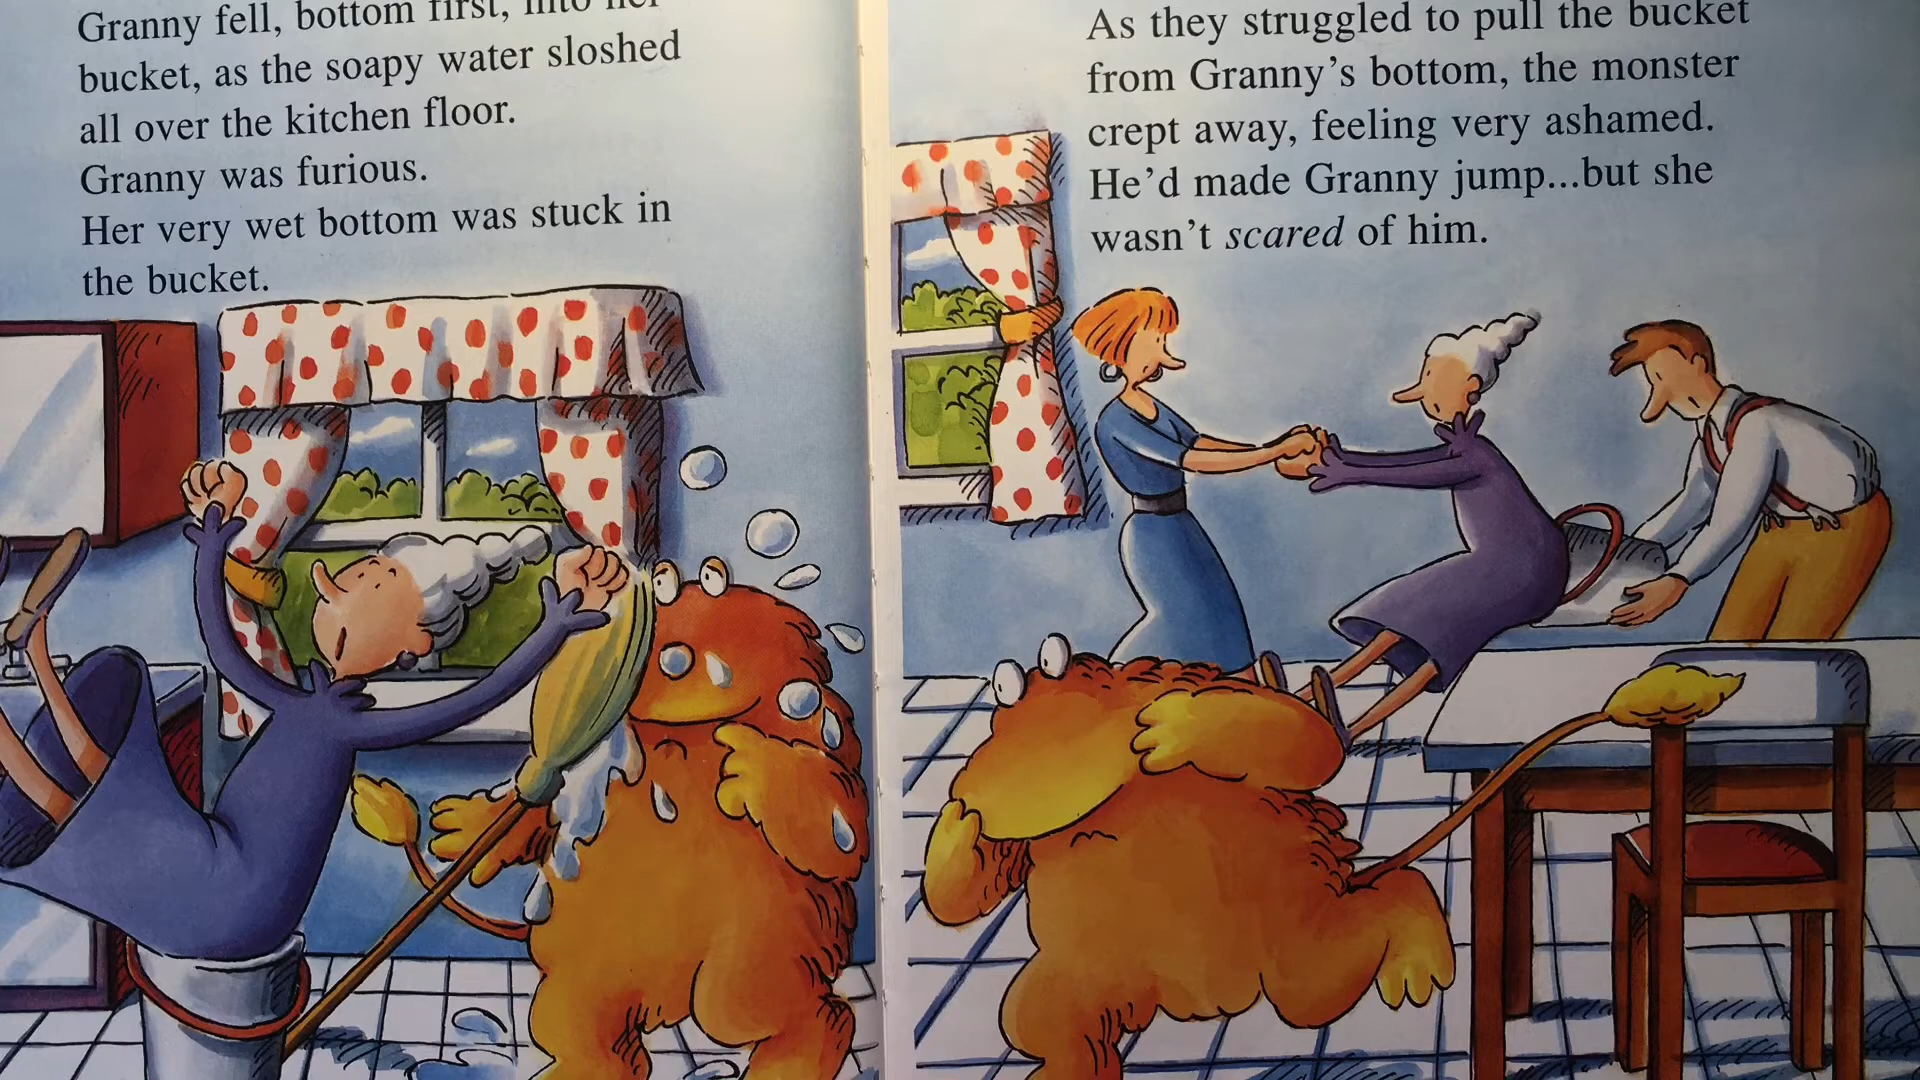 Granny fell, bottom first, into her
bucket, as the soapy water sloshed
all over the kitchen floor.
Granny was furious.
Her very wet bottom was stuck in
the bucket.
As they struggled to pull the bucket
from Granny's bottom, the monster
crept away, feeling very ashamed.
He'd made Granny jump...but she
wasn't scared of him.